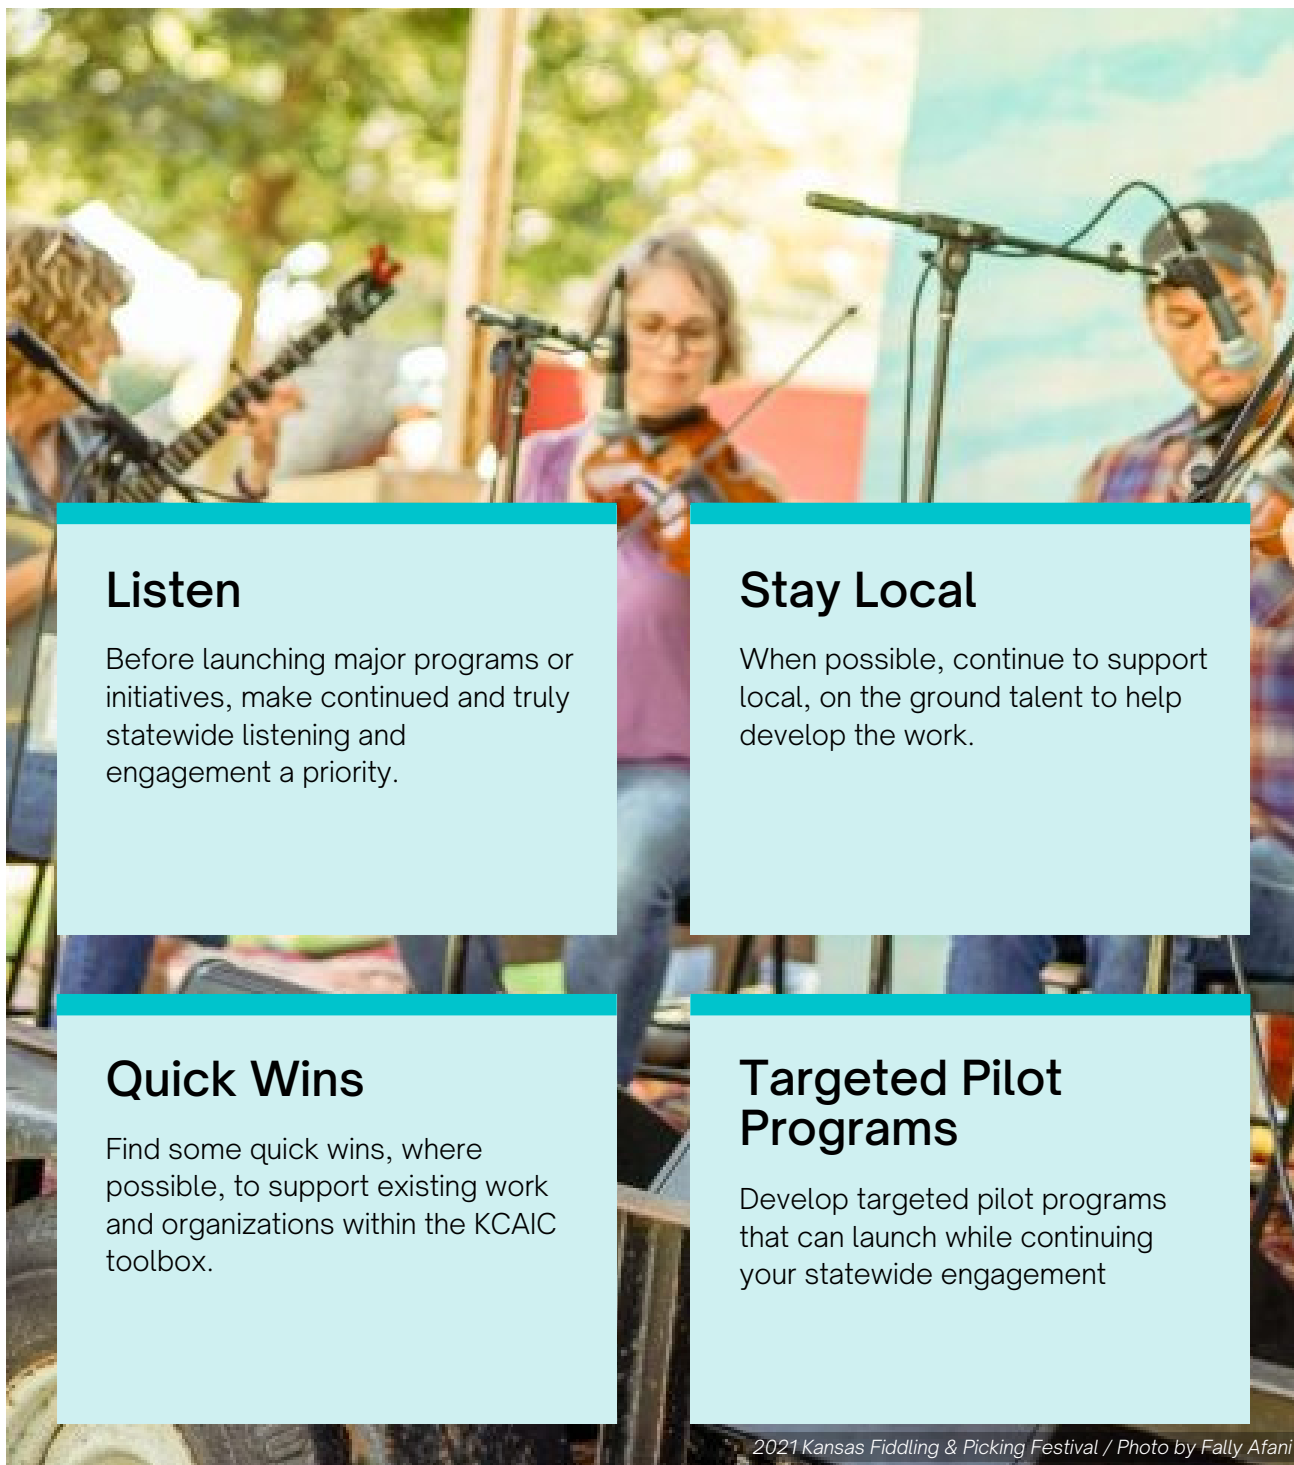 Listen
Before launching major programs or
initiatives, make continued and truly
statewide listening and
engagement a priority.
Stay Local
When possible, continue to support
local, on the ground talent to help
develop the work.
Quick Wins
Find some quick wins, where
possible, to support existing work
and organizations within the KCAIC
toolbox.
Targeted Pilot
Programs
Develop targeted pilot programs
that can launch while continuing
your statewide engagement
2021 Kansas Fiddling & Picking Festival / Photo by Fally Afani